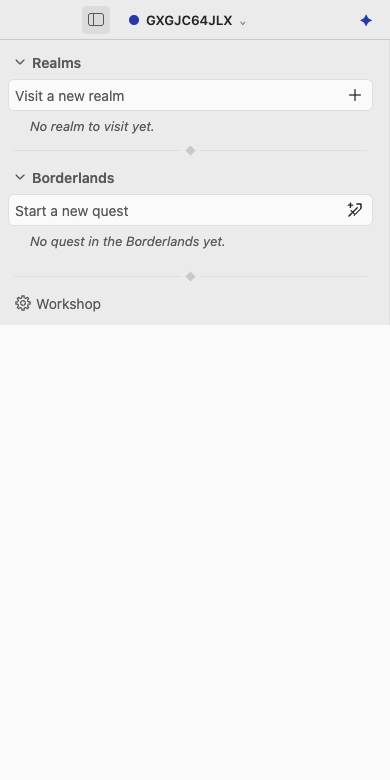 GXGJC64JLX
Realms
Visit a new realm
No realm to visit yet.
Borderlands
Start a new quest
No quest in the Borderlands yet.
Workshop